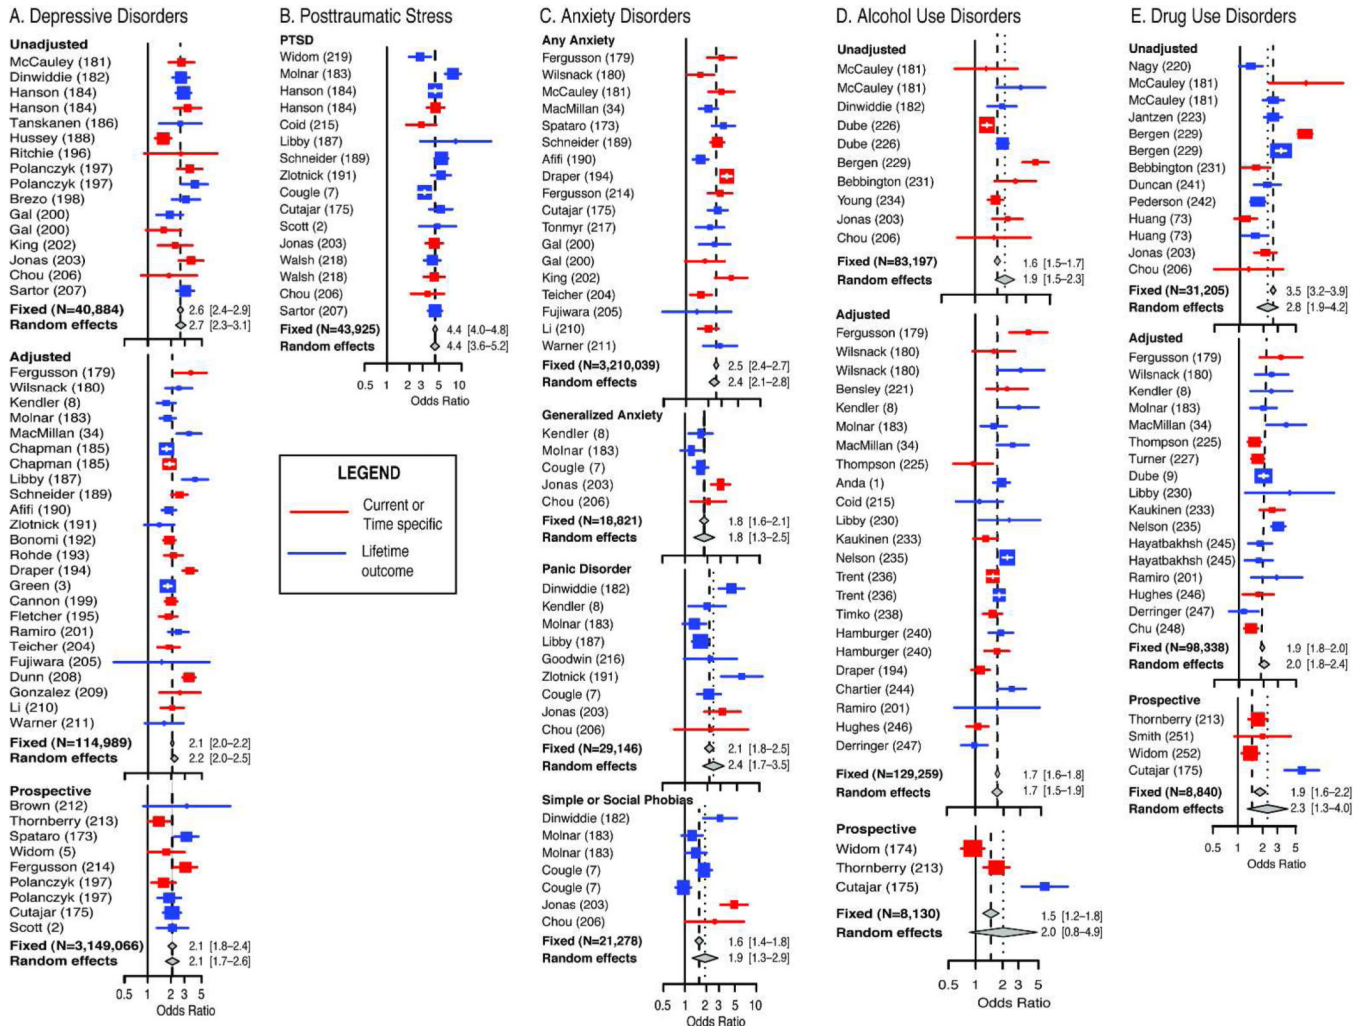 A. Depressive Disorders
Unadjusted
McCauley (181)
Dinwiddie (182)
Hanson (184)
Hanson (184)
Tanskanen (186)
Hussey (188)
Ritchie (196)
Polanczyk (197)
Polanczyk (197)
Brezo (198)
Gal (200)
Gal (200)
King (202)
Jonas (203)
Chou (206)
Sartor (207)
Fixed (N=40,884) 2.6 [2.4–2.9]
Random effects 2.7 [2.3–3.1]
Adjusted
Fergusson (179)
Wilsnack (180)
Kendler (8)
Molnar (183)
MacMillan (34)
Chapman (185)
Chapman (185)
Libby (187)
Schneider (189)
Afifi (190)
Zlotnick (191)
Bonomi (192)
Rohde (193)
Draper (194)
Green (3)
Cannon (199)
Fletcher (195)
Ramiro (201)
Teicher (204)
Fujiwara (205)
Dunn (208)
Gonzalez (209)
Li (210)
Warner (211)
Fixed (N=114,989) 2.1 [2.0–2.2]
Random effects 2.2 [2.0–2.5]
Prospective
Brown (212)
Thornberry (213)
Spataro (173)
Widom (5)
Fergusson (214)
Polanczyk (197)
Polanczyk (197)
Cutajar (175)
Scott (2)
Fixed (N=3,149,066) 2.1 [1.8–2.4]
Random effects 2.1 [1.7–2.6]
0.5 1 2 3 5
Odds Ratio
B. Posttraumatic Stress
PTSD
Widom (219)
Molnar (183)
Hanson (184)
Hanson (184)
Coid (215)
Libby (187)
Schneider (189)
Zlotnick (191)
Cougle (7)
Cutajar (175)
Scott (2)
Jonas (203)
Walsh (218)
Walsh (218)
Chou (206)
Sartor (207)
Fixed (N=43,925) 4.4 [4.0–4.8]
Random effects 4.4 [3.6–5.2]
0.5 1 2 3 5 10
Odds Ratio
LEGEND
Current or
Time specific
Lifetime
outcome
C. Anxiety Disorders
Any Anxiety
Fergusson (179)
Wilsnack (180)
McCauley (181)
MacMillan (34)
Spataro (173)
Schneider (189)
Afifi (190)
Draper (194)
Fergusson (214)
Cutajar (175)
Tonmyr (217)
Gal (200)
Gal (200)
King (202)
Teicher (204)
Fujiwara (205)
Li (210)
Warner (211)
Fixed (N=3,210,039) 2.5 [2.4–2.7]
Random effects 2.4 [2.1–2.8]
Generalized Anxiety
Kendler (8)
Molnar (183)
Cougle (7)
Jonas (203)
Chou (206)
Fixed (N=18,821) 1.8 [1.6–2.1]
Random effects 1.8 [1.3–2.5]
Panic Disorder
Dinwiddie (182)
Kendler (8)
Molnar (183)
Libby (187)
Goodwin (216)
Zlotnick (191)
Cougle (7)
Jonas (203)
Chou (206)
Fixed (N=29,146) 2.1 [1.8–2.5]
Random effects 2.4 [1.7–3.5]
Simple or Social Phobias
Dinwiddie (182)
Molnar (183)
Molnar (183)
Cougle (7)
Cougle (7)
Jonas (203)
Chou (206)
Fixed (N=21,278) 1.6 [1.4–1.8]
Random effects 1.9 [1.3–2.9]
0.5 1 2 3 5 10
Odds Ratio
D. Alcohol Use Disorders
Unadjusted
McCauley (181)
McCauley (181)
Dinwiddie (182)
Dube (226)
Dube (226)
Bergen (229)
Bebbington (231)
Young (234)
Jonas (203)
Chou (206)
Fixed (N=83,197) 1.6 [1.5–1.7]
Random effects 1.9 [1.5–2.3]
Adjusted
Fergusson (179)
Wilsnack (180)
Wilsnack (180)
Bensley (221)
Kendler (8)
Molnar (183)
MacMillan (34)
Thompson (225)
Anda (1)
Coid (215)
Libby (230)
Kaukinen (233)
Nelson (235)
Trent (236)
Trent (236)
Timko (238)
Hamburger (240)
Hamburger (240)
Draper (194)
Chartier (244)
Ramiro (201)
Hughes (246)
Derringer (247)
Fixed (N=129,259) 1.7 [1.6–1.8]
Random effects 1.7 [1.5–1.9]
Prospective
Widom (174)
Thornberry (213)
Cutajar (175)
Fixed (N=8,130) 1.5 [1.2–1.8]
Random effects 2.0 [0.8–4.9]
0.5 1 2 3 5
Odds Ratio
E. Drug Use Disorders
Unadjusted
Nagy (220)
McCauley (181)
McCauley (181)
Jantzen (223)
Bergen (229)
Bergen (229)
Bebbington (231)
Duncan (241)
Pederson (242)
Huang (73)
Huang (73)
Jonas (203)
Chou (206)
Fixed (N=31,205) 3.5 [3.2–3.9]
Random effects 2.8 [1.9–4.2]
Adjusted
Fergusson (179)
Wilsnack (180)
Kendler (8)
Molnar (183)
MacMillan (34)
Thompson (225)
Turner (227)
Dube (9)
Libby (230)
Kaukinen (233)
Nelson (235)
Hayatbakhsh (245)
Hayatbakhsh (245)
Ramiro (201)
Hughes (246)
Derringer (247)
Chu (248)
Fixed (N=98,338) 1.9 [1.8–2.0]
Random effects 2.0 [1.8–2.4]
Prospective
Thornberry (213)
Smith (251)
Widom (252)
Cutajar (175)
Fixed (N=8,840) 1.9 [1.6–2.2]
Random effects 2.3 [1.3–4.0]
0.5 1 2 3 5
Odds Ratio